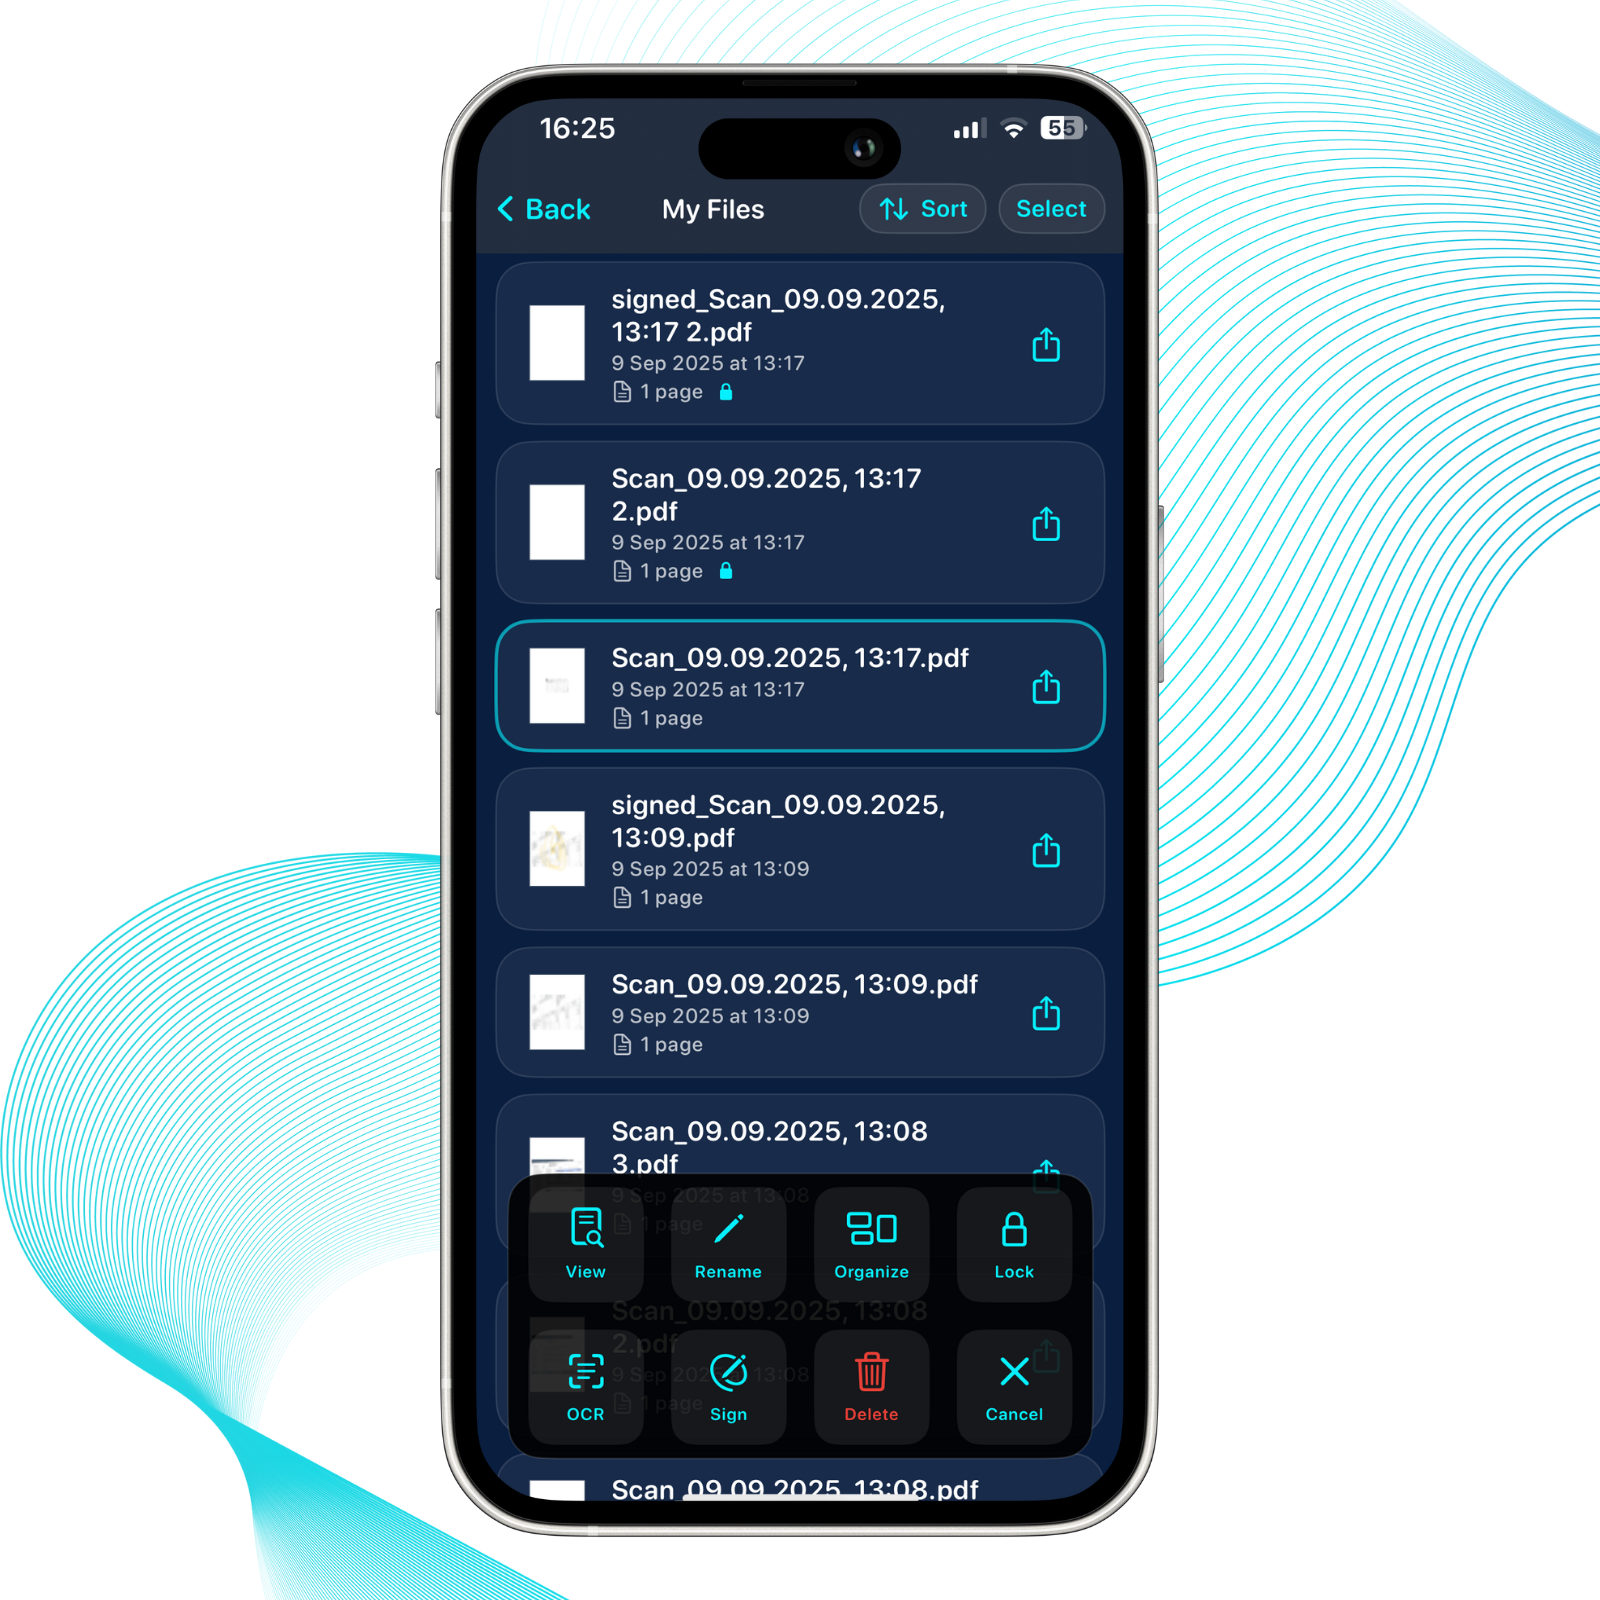 16:25
55
Back
My Files
Sort
Select
signed_Scan_09.09.2025,
13:17 2.pdf
9 Sep 2025 at 13:17
1 page
Scan_09.09.2025, 13:17
2.pdf
9 Sep 2025 at 13:17
1 page
Scan_09.09.2025, 13:17.pdf
9 Sep 2025 at 13:17
1 page
signed_Scan_09.09.2025,
13:09.pdf
9 Sep 2025 at 13:09
1 page
Scan_09.09.2025, 13:09.pdf
9 Sep 2025 at 13:09
1 page
Scan_09.09.2025, 13:08
3.pdf
9 Sep 2025 at 13:08
1 page
View
Rename
Organize
Lock
Scan_09.09.2025, 13:08
2.pdf
9 Sep 2025 at 13:08
1 page
OCR
Sign
Delete
Cancel
Scan_09.09.2025, 13:08.pdf